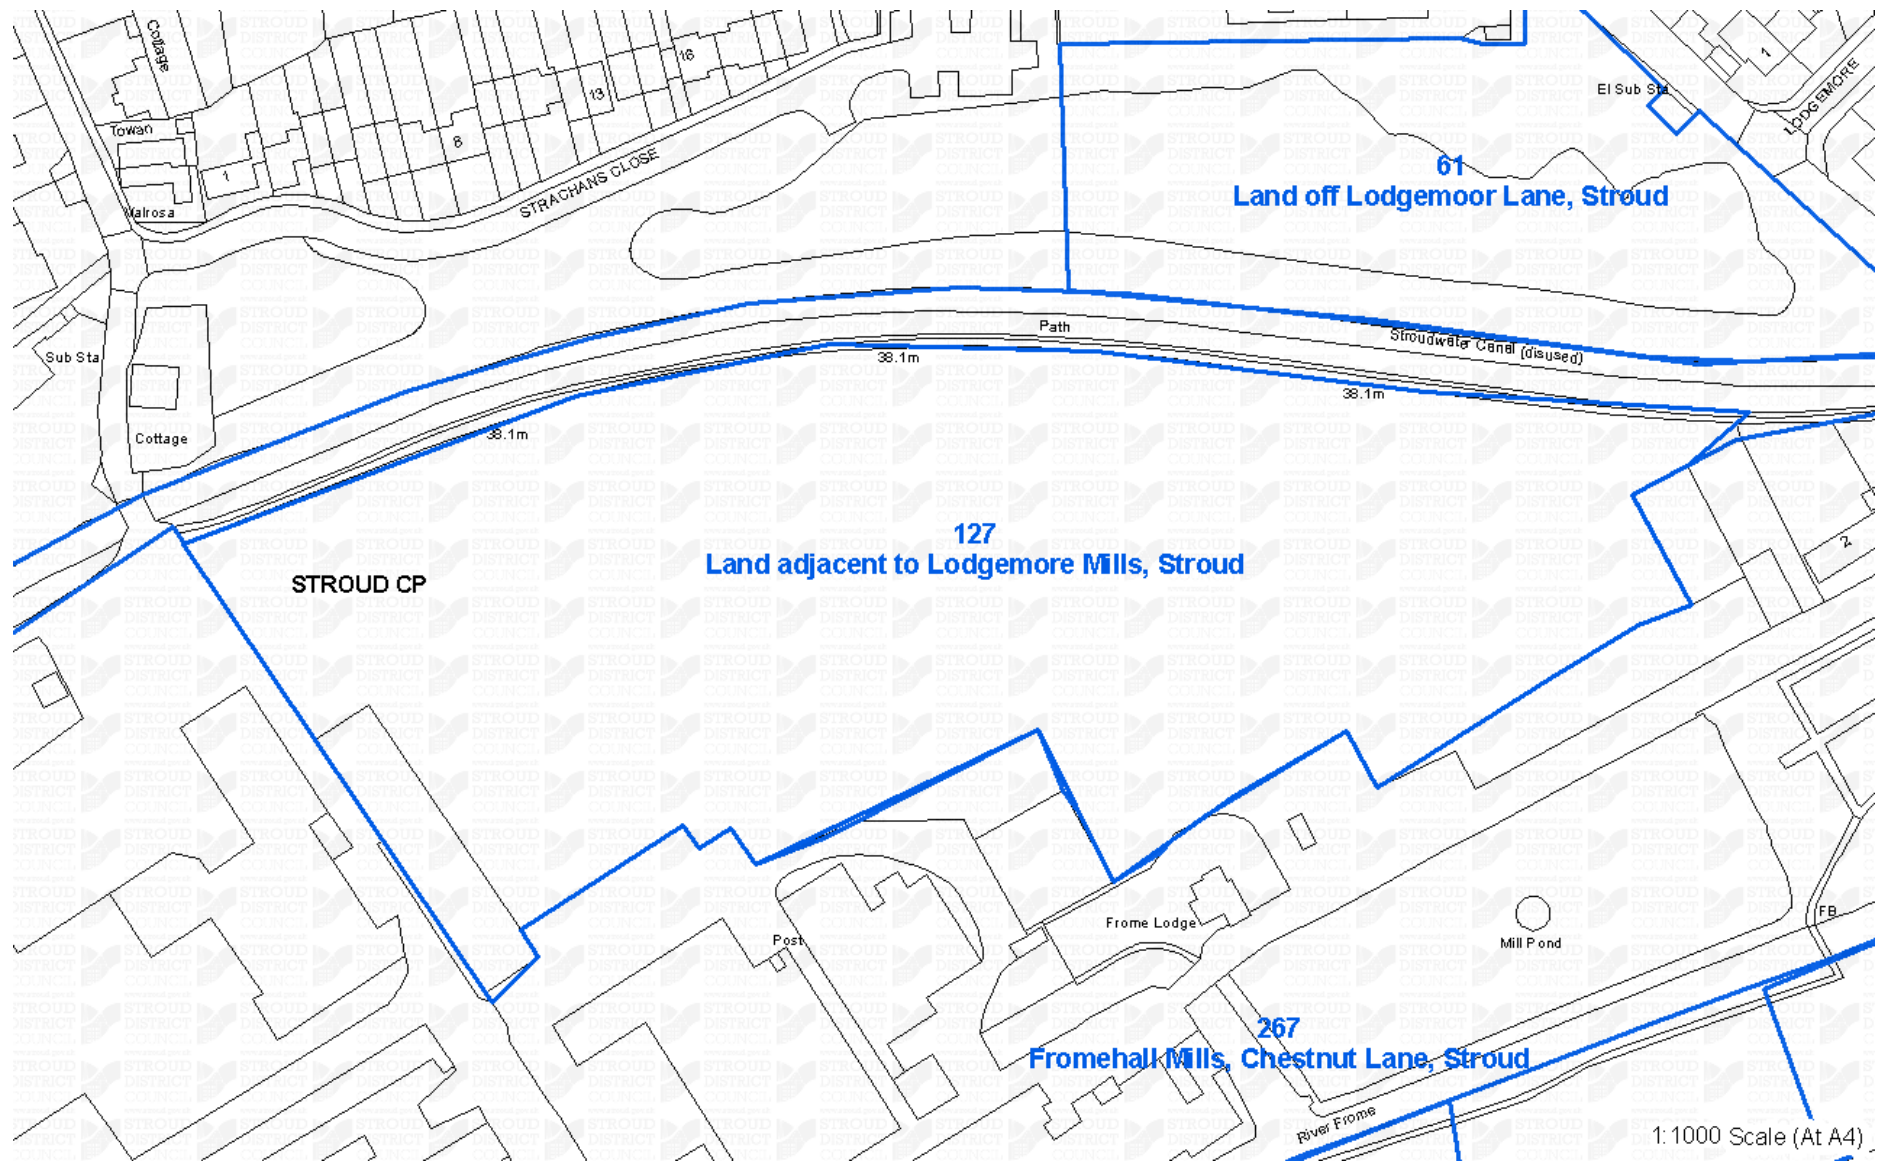 Cottage
16
1
El Sub Sta
LODGEMORE
13
Towan
8
61
Land off Lodgemoor Lane, Stroud
1
STRACHANS CLOSE
Malrosa
Path
Stroudwater Canal (disused)
Sub Sta
38.1m
38.1m
Cottage
38.1m
127
Land adjacent to Lodgemore Mills, Stroud
2
STROUD CP
Post
Frome Lodge
FB
Mill Pond
267
Fromehall Mills, Chestnut Lane, Stroud
River Frome
1:1000 Scale (At A4)
STROUD
DISTRICT
COUNCIL